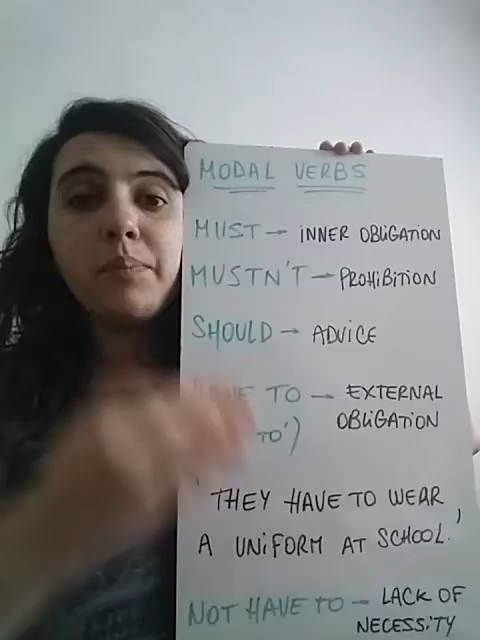 MODAL VERBS
MUST → INNER OBLIGATION
MUSTN'T → PROHIBITION
SHOULD → ADVICE
TO → EXTERNAL
OBLIGATION
TO')
'THEY HAVE TO WEAR
A UNIFORM AT SCHOOL.'
NOT HAVE TO – LACK OF
NECESSITY